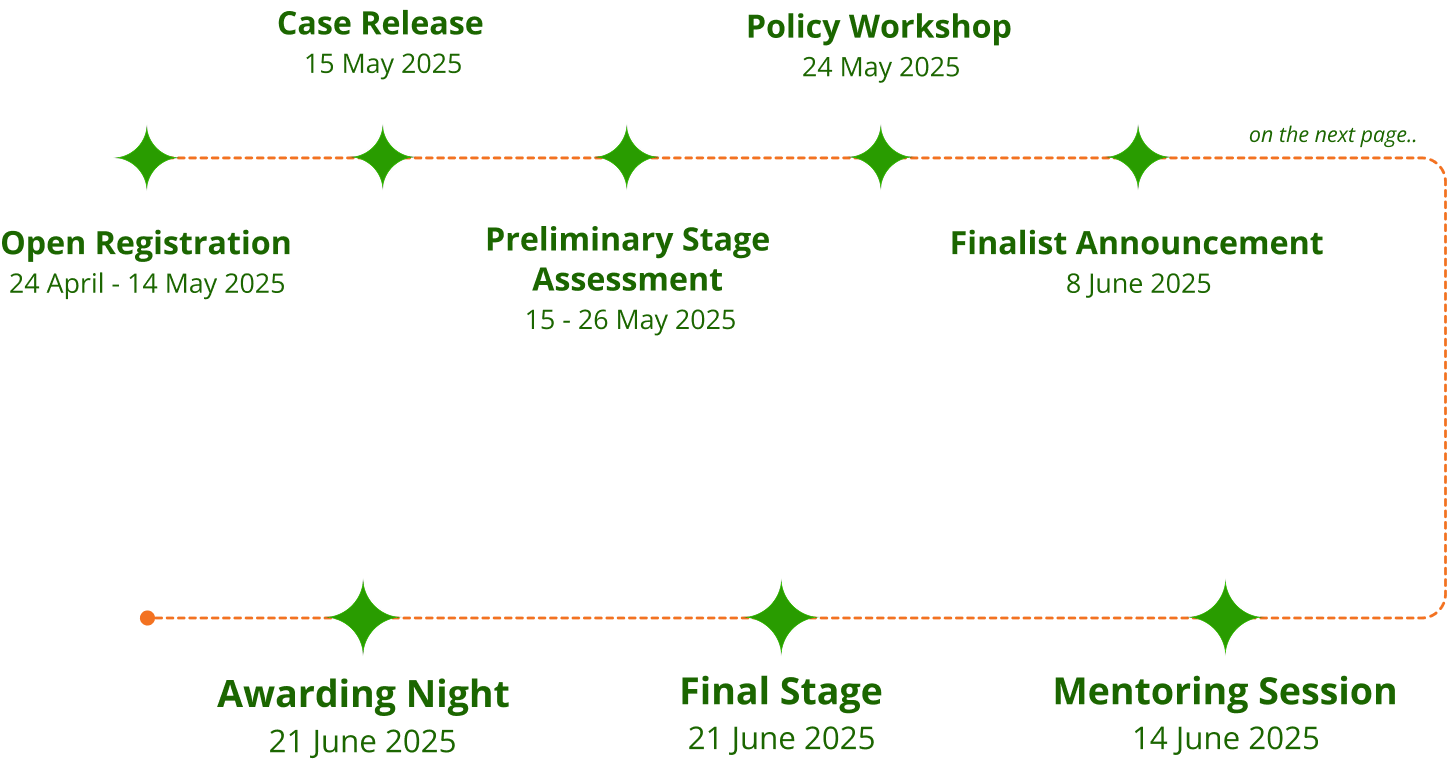 Case Release
15 May 2025
Policy Workshop
24 May 2025
on the next page..
Open Registration
24 April - 14 May 2025
Preliminary Stage
Assessment
15 - 26 May 2025
Finalist Announcement
8 June 2025
Awarding Night
21 June 2025
Final Stage
21 June 2025
Mentoring Session
14 June 2025